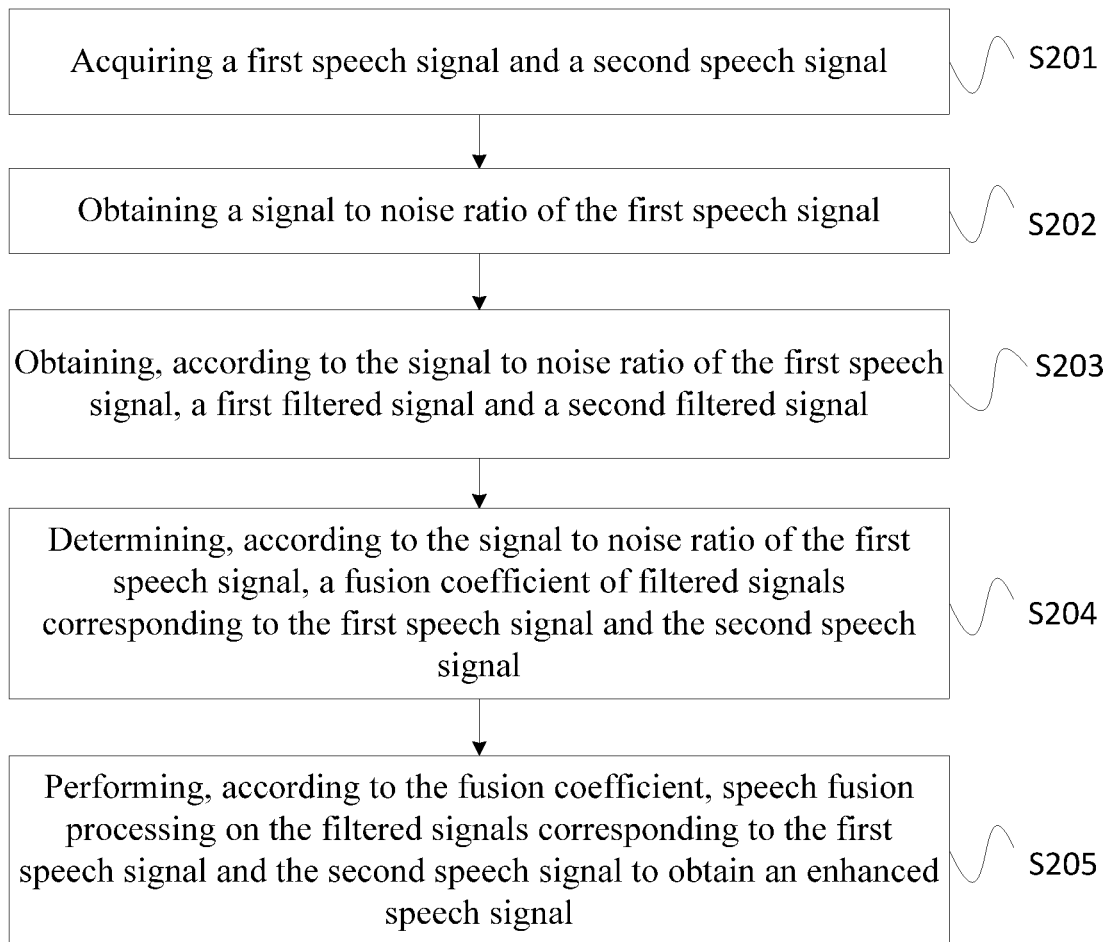 Acquiring a first speech signal and a second speech signal
S201
Obtaining a signal to noise ratio of the first speech signal
S202
Obtaining, according to the signal to noise ratio of the first speech
signal, a first filtered signal and a second filtered signal
S203
Determining, according to the signal to noise ratio of the first
speech signal, a fusion coefficient of filtered signals
corresponding to the first speech signal and the second speech
signal
S204
Performing, according to the fusion coefficient, speech fusion
processing on the filtered signals corresponding to the first
speech signal and the second speech signal to obtain an enhanced
speech signal
S205